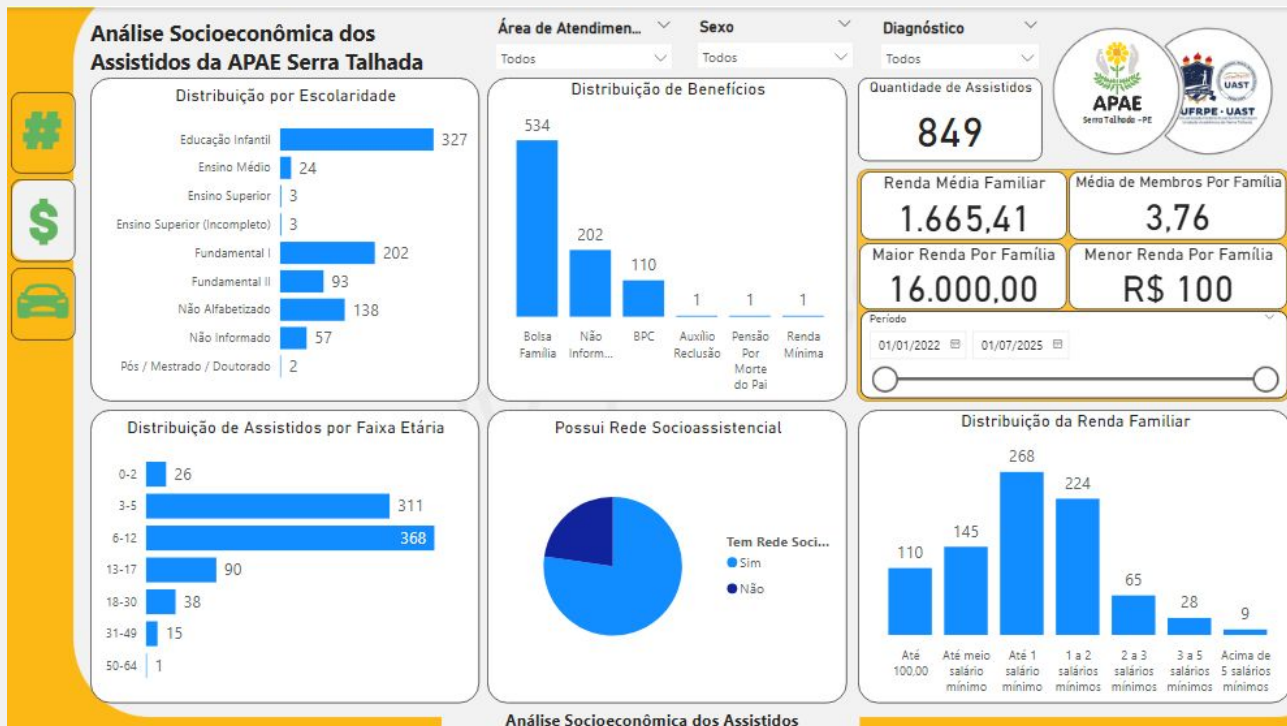 Análise Socioeconômica dos
Assistidos da APAE Serra Talhada
Área de Atendimen...
Todos
Sexo
Todos
Diagnóstico
Todos
APAE
Serra Talhada - PE
UAST
UFRPE - UAST
Distribuição por Escolaridade
Educação Infantil 327
Ensino Médio 24
Ensino Superior 3
Ensino Superior (Incompleto) 3
Fundamental I 202
Fundamental II 93
Não Alfabetizado 138
Não Informado 57
Pós / Mestrado / Doutorado 2
Distribuição de Benefícios
534
202
110
1
1
1
Bolsa
Família
Não
Inform...
BPC
Auxílio
Reclusão
Pensão
Por
Morte
do Pai
Renda
Mínima
Quantidade de Assistidos
849
Renda Média Familiar
1.665,41
Média de Membros Por Família
3,76
Maior Renda Por Família
16.000,00
Menor Renda Por Família
R$ 100
Período
01/01/2022 01/07/2025
#
$
Distribuição de Assistidos por Faixa Etária
0-2 26
3-5 311
6-12 368
13-17 90
18-30 38
31-49 15
50-64 1
Possui Rede Socioassistencial
Tem Rede Soci...
Sim
Não
Distribuição da Renda Familiar
110
145
268
224
65
28
9
Até
100,00
Até meio
salário
mínimo
Até 1
salário
mínimo
1 a 2
salários
mínimos
2 a 3
salários
mínimos
3 a 5
salários
mínimos
Acima de
5 salários
mínimos
Análise Socioeconômica dos Assistidos